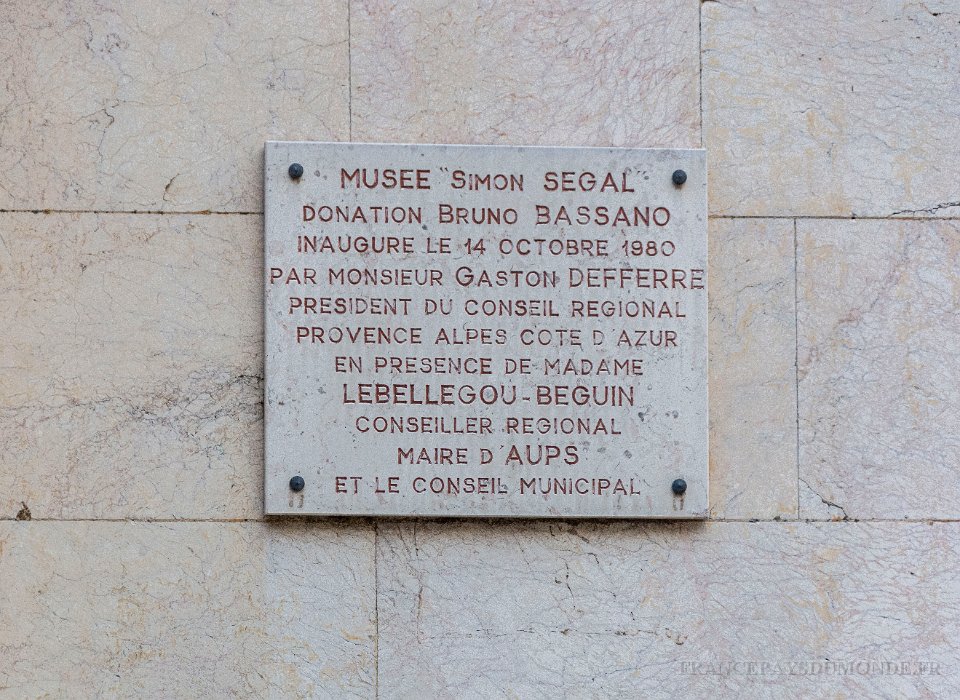 MUSEE "SIMON SEGAL"
DONATION BRUNO BASSANO
INAUGURE LE 14 OCTOBRE 1980
PAR MONSIEUR GASTON DEFFERRE
PRESIDENT DU CONSEIL REGIONAL
PROVENCE ALPES COTE D'AZUR
EN PRESENCE DE MADAME
LEBELLEGOU-BEGUIN
CONSEILLER REGIONAL
MAIRE D'AUPS
ET LE CONSEIL MUNICIPAL
FRANCEPAYSDUMONDE.FR